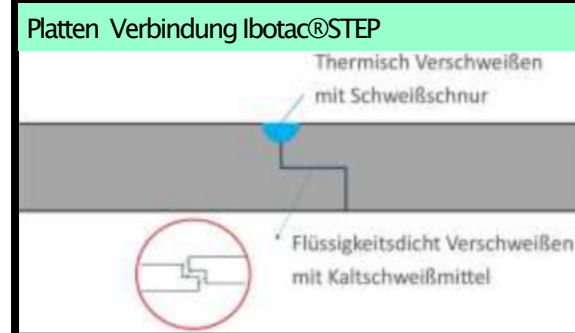 Platten Verbindung Ibotac®STEP
Thermisch Verschweißen
mit Schweißschnur
Flüssigkeitsdicht Verschweißen
mit Kaltschweißmittel